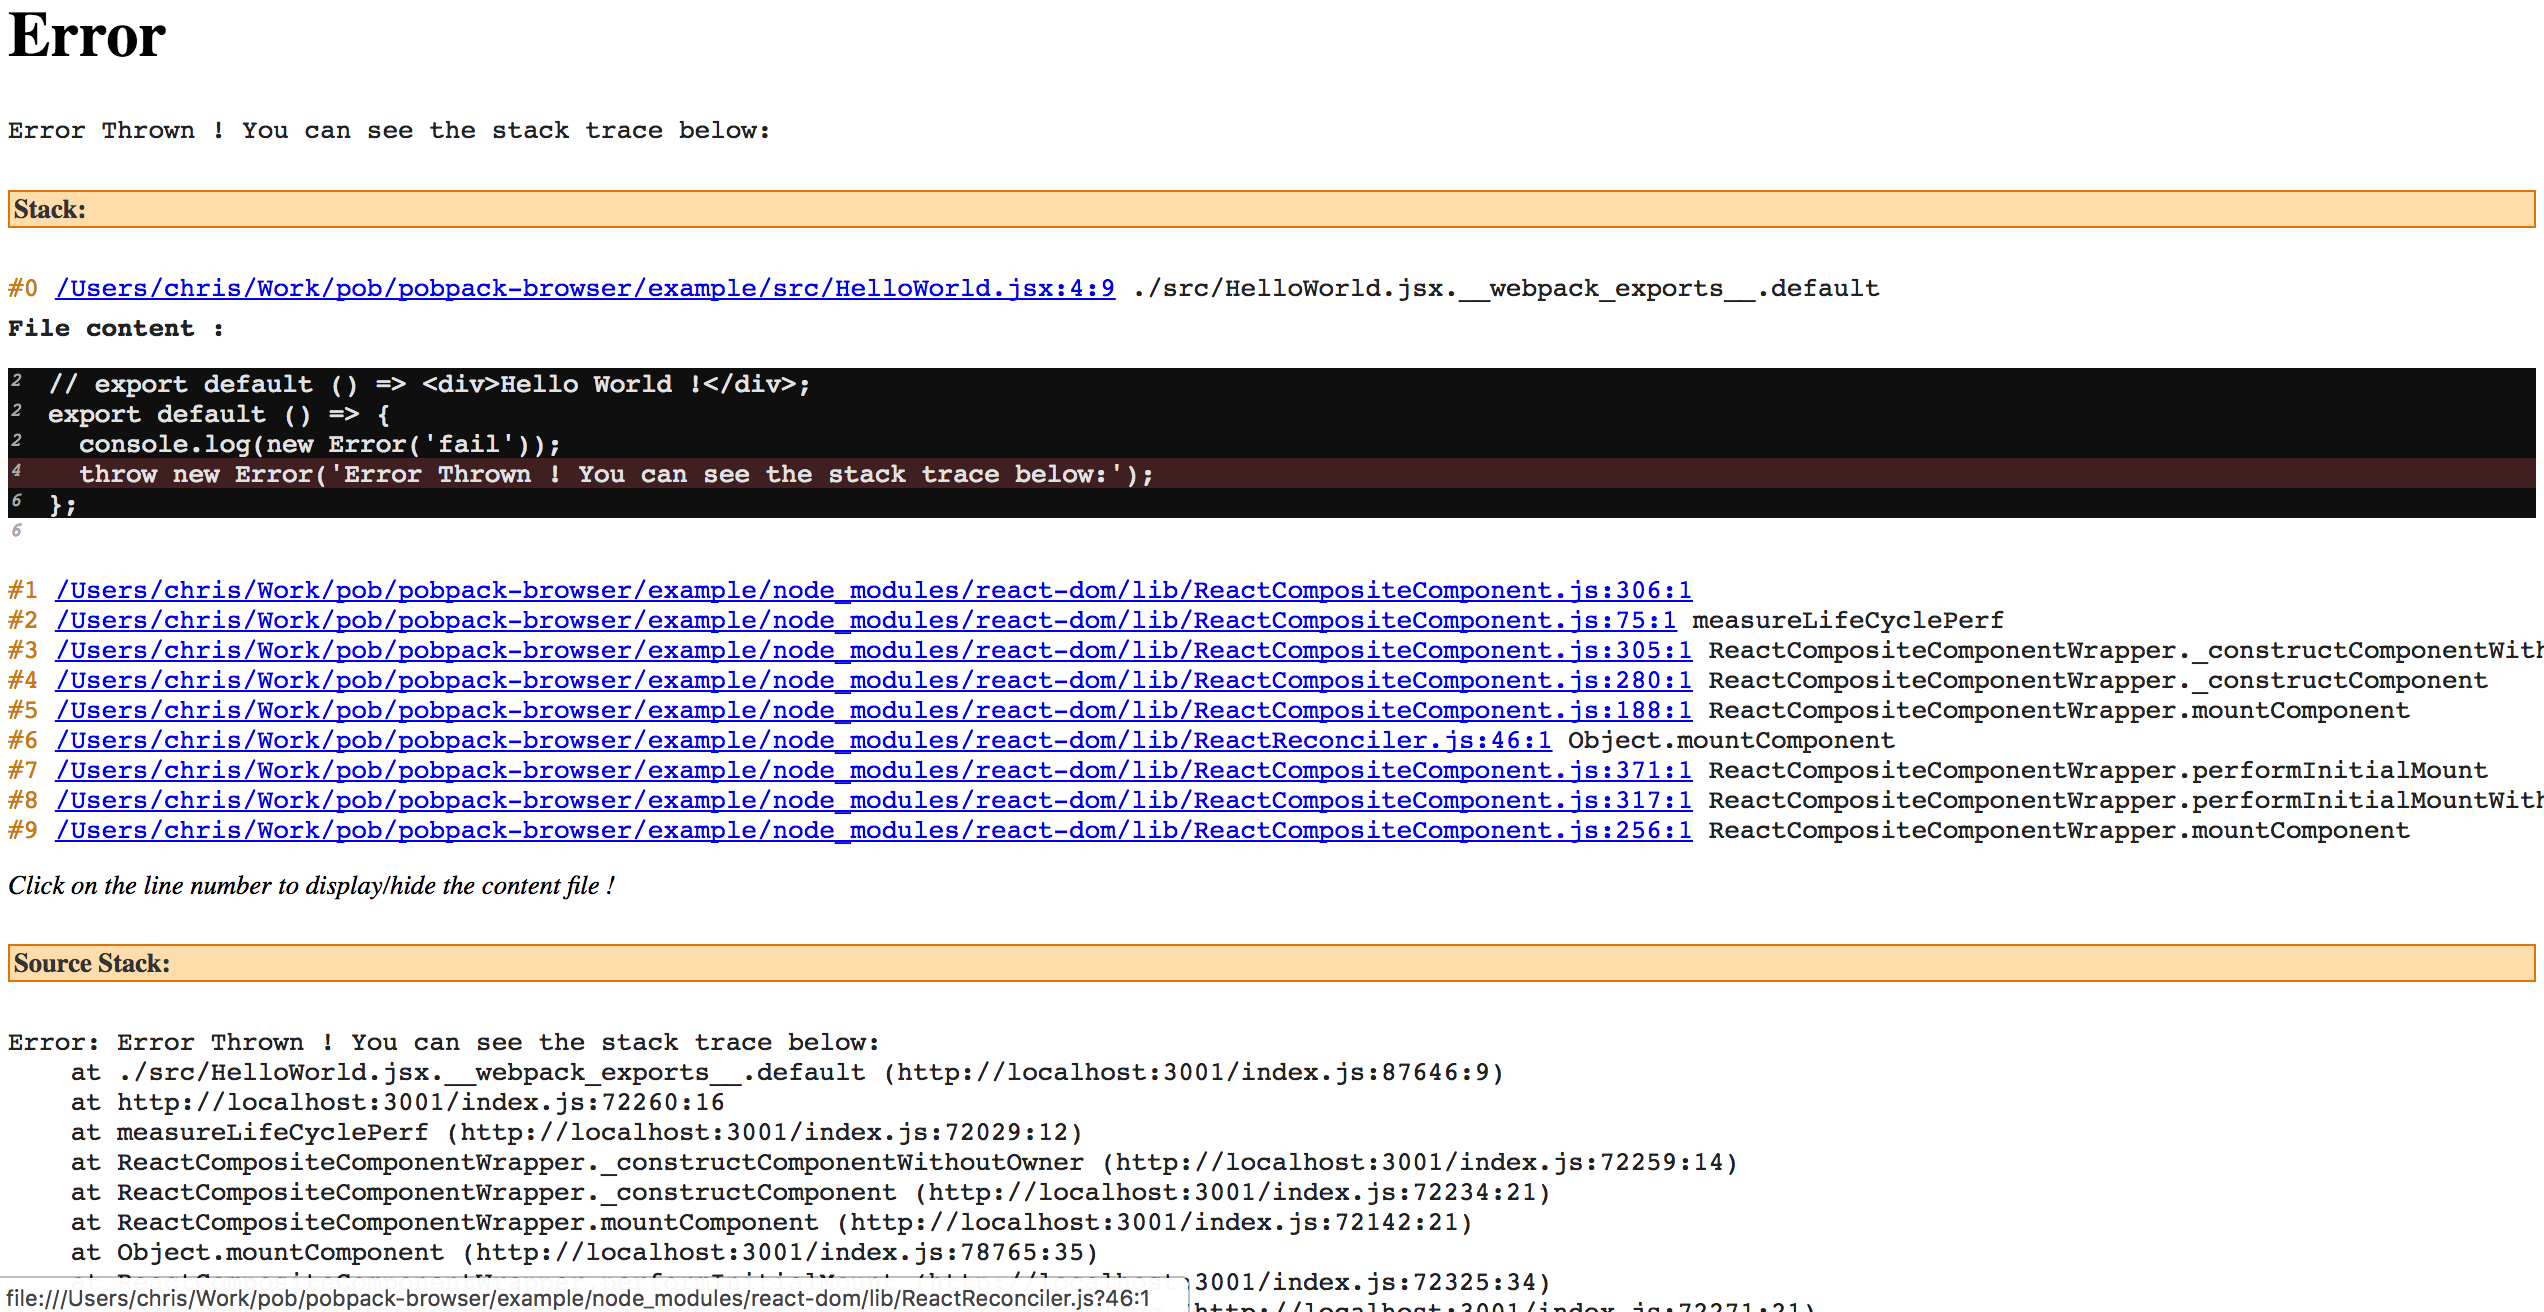 Error
Error Thrown ! You can see the stack trace below:
Stack:
#0 /Users/chris/Work/pob/pobpack-browser/example/src/HelloWorld.jsx:4:9 ./src/HelloWorld.jsx.__webpack_exports__.default
File content :
2 // export default () => <div>Hello World !</div>;
2 export default () => {
2 console.log(new Error('fail'));
4 throw new Error('Error Thrown ! You can see the stack trace below:');
6 };
6
#1 /Users/chris/Work/pob/pobpack-browser/example/node_modules/react-dom/lib/ReactCompositeComponent.js:306:1
#2 /Users/chris/Work/pob/pobpack-browser/example/node_modules/react-dom/lib/ReactCompositeComponent.js:75:1 measureLifeCyclePerf
#3 /Users/chris/Work/pob/pobpack-browser/example/node_modules/react-dom/lib/ReactCompositeComponent.js:305:1 ReactCompositeComponentWrapper._constructComponentWith
#4 /Users/chris/Work/pob/pobpack-browser/example/node_modules/react-dom/lib/ReactCompositeComponent.js:280:1 ReactCompositeComponentWrapper._constructComponent
#5 /Users/chris/Work/pob/pobpack-browser/example/node_modules/react-dom/lib/ReactCompositeComponent.js:188:1 ReactCompositeComponentWrapper.mountComponent
#6 /Users/chris/Work/pob/pobpack-browser/example/node_modules/react-dom/lib/ReactReconciler.js:46:1 Object.mountComponent
#7 /Users/chris/Work/pob/pobpack-browser/example/node_modules/react-dom/lib/ReactCompositeComponent.js:371:1 ReactCompositeComponentWrapper.performInitialMount
#8 /Users/chris/Work/pob/pobpack-browser/example/node_modules/react-dom/lib/ReactCompositeComponent.js:317:1 ReactCompositeComponentWrapper.performInitialMountWith
#9 /Users/chris/Work/pob/pobpack-browser/example/node_modules/react-dom/lib/ReactCompositeComponent.js:256:1 ReactCompositeComponentWrapper.mountComponent
Click on the line number to display/hide the content file !
Source Stack:
Error: Error Thrown ! You can see the stack trace below:
at ./src/HelloWorld.jsx.__webpack_exports__.default (http://localhost:3001/index.js:87646:9)
at http://localhost:3001/index.js:72260:16
at measureLifeCyclePerf (http://localhost:3001/index.js:72029:12)
at ReactCompositeComponentWrapper._constructComponentWithoutOwner (http://localhost:3001/index.js:72259:14)
at ReactCompositeComponentWrapper._constructComponent (http://localhost:3001/index.js:72234:21)
at ReactCompositeComponentWrapper.mountComponent (http://localhost:3001/index.js:72142:21)
at Object.mountComponent (http://localhost:3001/index.js:78765:35)
at ReactCompositeComponentWrapper.performInitialMount (http://localhost:3001/index.js:72325:34)
http://localhost:3001/index.js:72271:21)
file:///Users/chris/Work/pob/pobpack-browser/example/node_modules/react-dom/lib/ReactReconciler.js?46:1